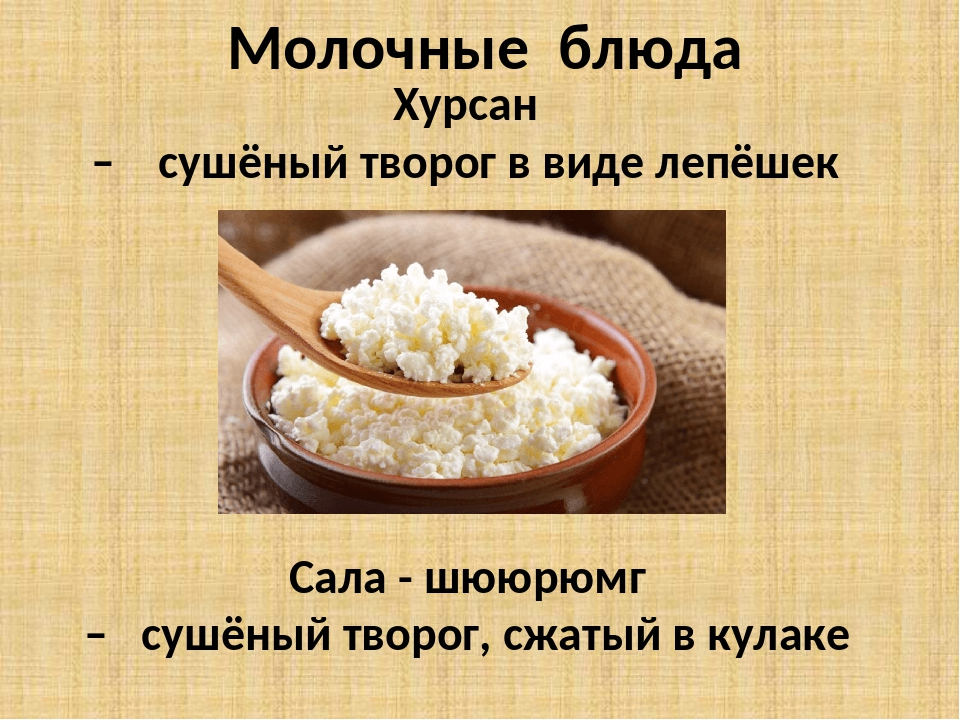 Молочные блюда
Хурсан
– сушёный творог в виде лепёшек
Сала - шююрюмг
– сушёный творог, сжатый в кулаке